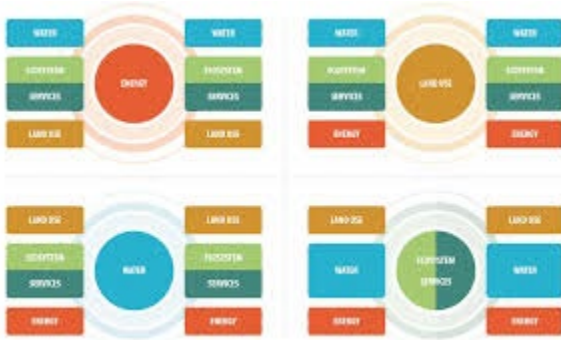 WATER
WATER
ECOSYSTEM
ENERGY
ECOSYSTEM
SERVICES
SERVICES
LAND USE
LAND USE
WATER
WATER
ECOSYSTEM
LAND USE
ECOSYSTEM
SERVICES
SERVICES
ENERGY
ENERGY
LAND USE
LAND USE
ECOSYSTEM
WATER
ECOSYSTEM
SERVICES
SERVICES
ENERGY
ENERGY
LAND USE
LAND USE
WATER
ECOSYSTEM
SERVICES
WATER
ENERGY
ENERGY